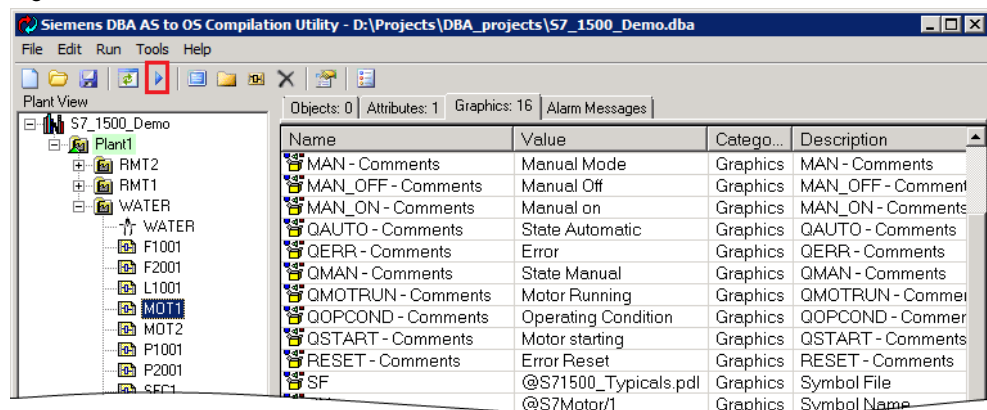 Siemens DBA AS to OS Compilation Utility - D:\Projects\DBA_projects\S7_1500_Demo.dba
File Edit Run Tools Help
Plant View
Objects: 0 Attributes: 1 Graphics: 16 Alarm Messages
S7_1500_Demo
Plant1
RMT2
RMT1
WATER
WATER
F1001
F2001
L1001
MOT1
MOT2
P1001
P2001
Name Value Catego... Description
MAN - Comments Manual Mode Graphics MAN - Comments
MAN_OFF - Comments Manual Off Graphics MAN_OFF - Comment
MAN_ON - Comments Manual on Graphics MAN_ON - Comments
QAUTO - Comments State Automatic Graphics QAUTO - Comments
QERR - Comments Error Graphics QERR - Comments
QMAN - Comments State Manual Graphics QMAN - Comments
QMOTRUN - Comments Motor Running Graphics QMOTRUN - Commer
QOPCOND - Comments Operating Condition Graphics QOPCOND - Commer
QSTART - Comments Motor starting Graphics QSTART - Comments
RESET - Comments Error Reset Graphics RESET - Comments
SF @S71500_Typicals.pdl Graphics Symbol File
@S7Motor/1 Graphics Symbol Name